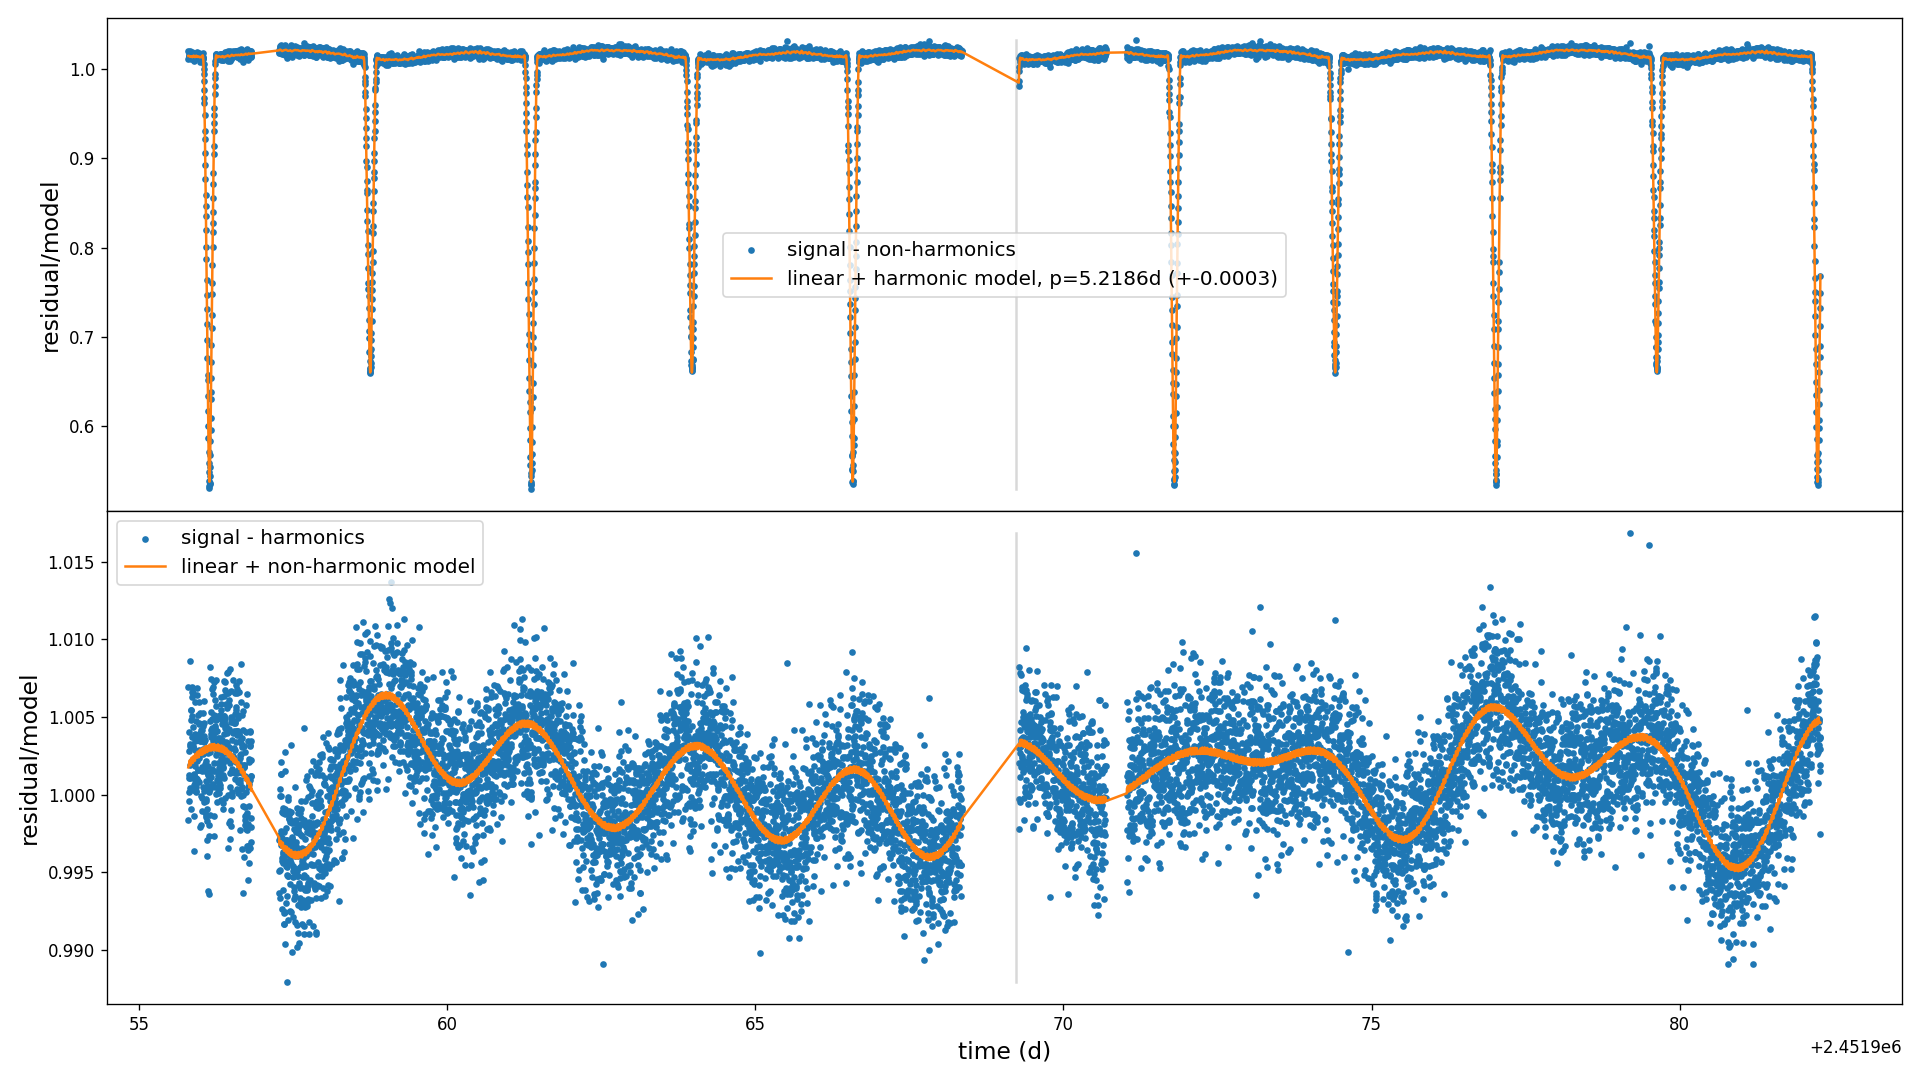 1.0
0.9
0.8
0.7
0.6
residual/model
signal - non-harmonics
linear + harmonic model, p=5.2186d (+-0.0003)
signal - harmonics
linear + non-harmonic model
1.015
1.010
1.005
1.000
0.995
0.990
residual/model
55 60 65 70 75 80
time (d)
+2.4519e6